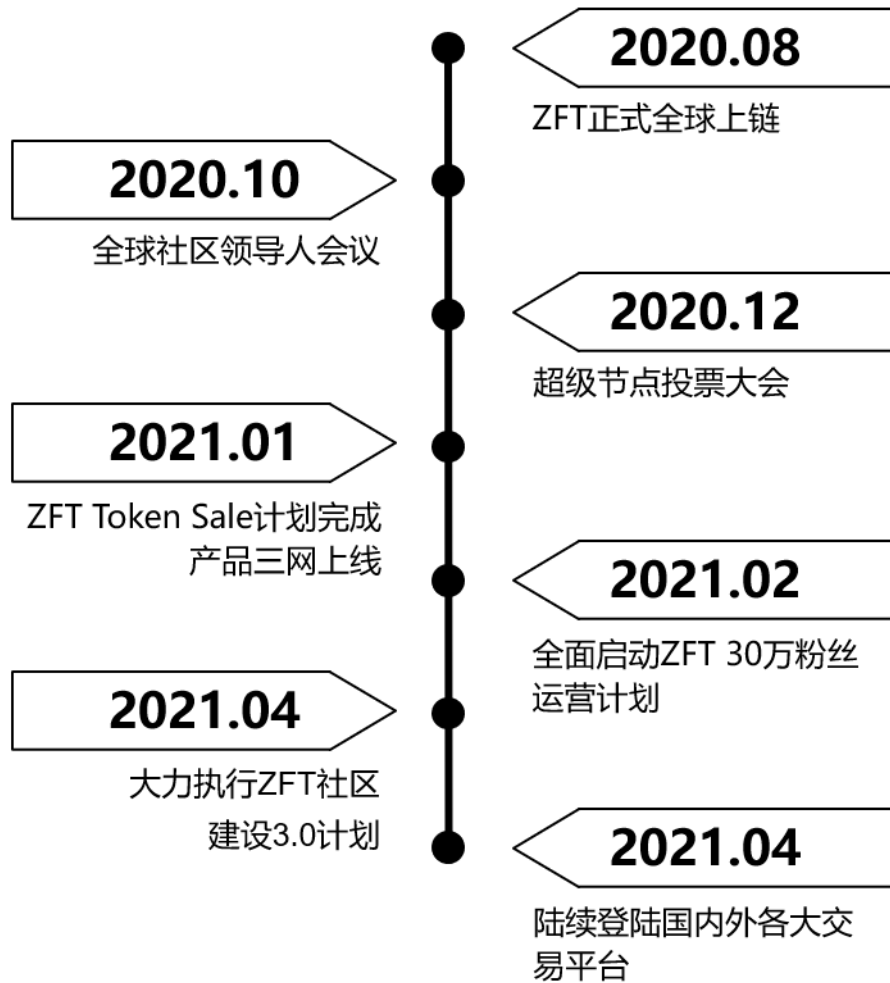 2020.08
ZFT正式全球上链
2020.10
全球社区领导人会议
2020.12
超级节点投票大会
2021.01
ZFT Token Sale计划完成
产品三网上线
2021.02
全面启动ZFT 30万粉丝
运营计划
2021.04
大力执行ZFT社区
建设3.0计划
2021.04
陆续登陆国内外各大交
易平台